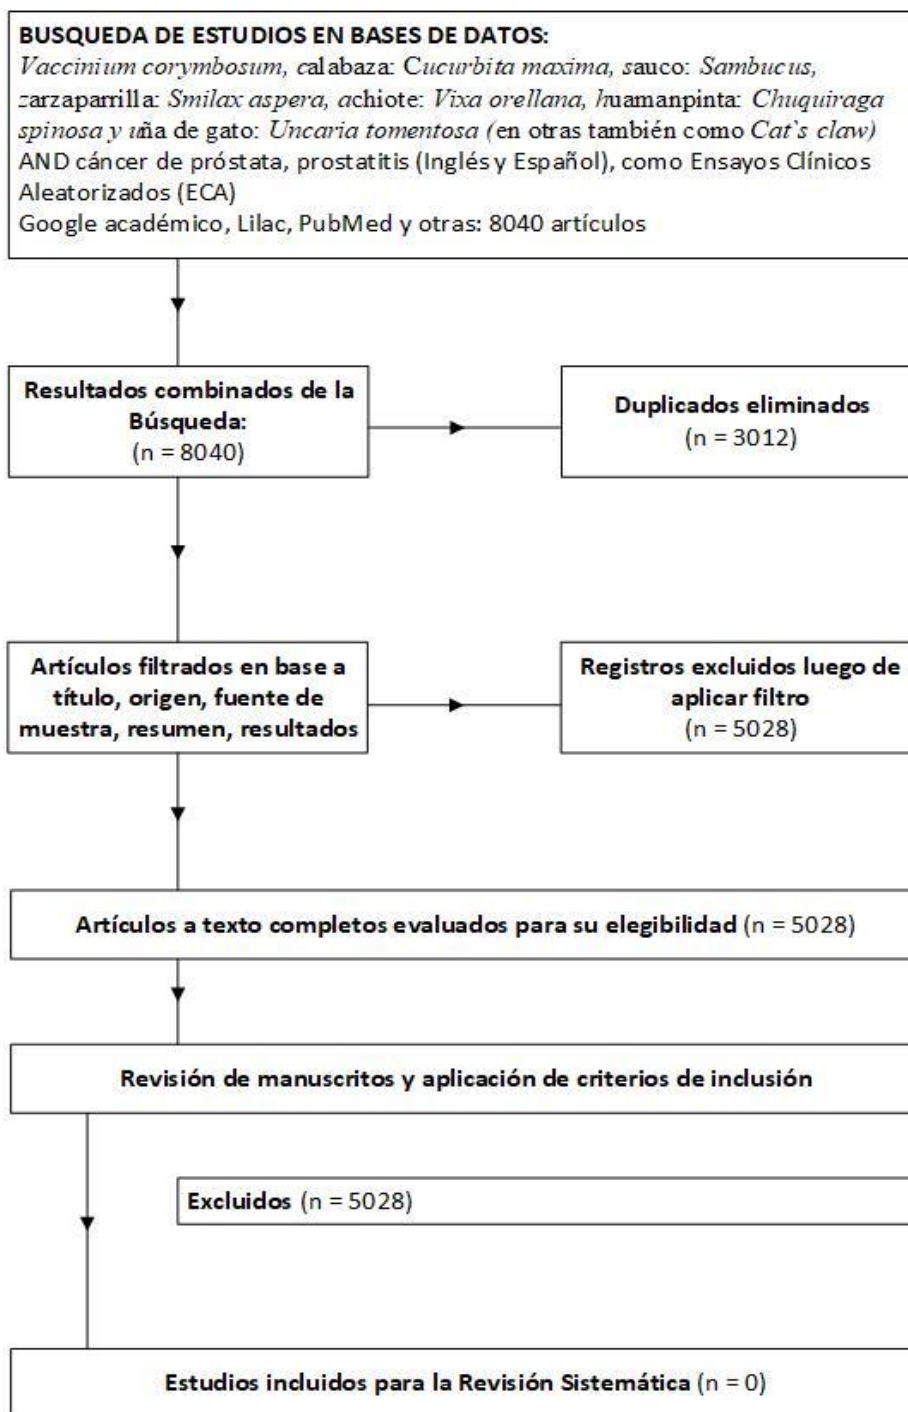 BUSQUEDA DE ESTUDIOS EN BASES DE DATOS:
Vaccinium corymbosum, calabaza: Cucurbita maxima, sauco: Sambucus,
zarzaparrilla: Smilax aspera, achiote: Vixa orellana, huamanpinta: Chuquiraga
spinosa y uña de gato: Uncaria tomentosa (en otras también como Cat`s claw)
AND cáncer de próstata, prostatitis (Inglés y Español), como Ensayos Clínicos
Aleatorizados (ECA)
Google académico, Lilac, PubMed y otras: 8040 artículos
Resultados combinados de la
Búsqueda:
(n = 8040)
Duplicados eliminados
(n = 3012)
Artículos filtrados en base a
título, origen, fuente de
muestra, resumen, resultados
Registros excluidos luego de
aplicar filtro
(n = 5028)
Artículos a texto completos evaluados para su elegibilidad (n = 5028)
Revisión de manuscritos y aplicación de criterios de inclusión
Excluidos (n = 5028)
Estudios incluidos para la Revisión Sistemática (n = 0)